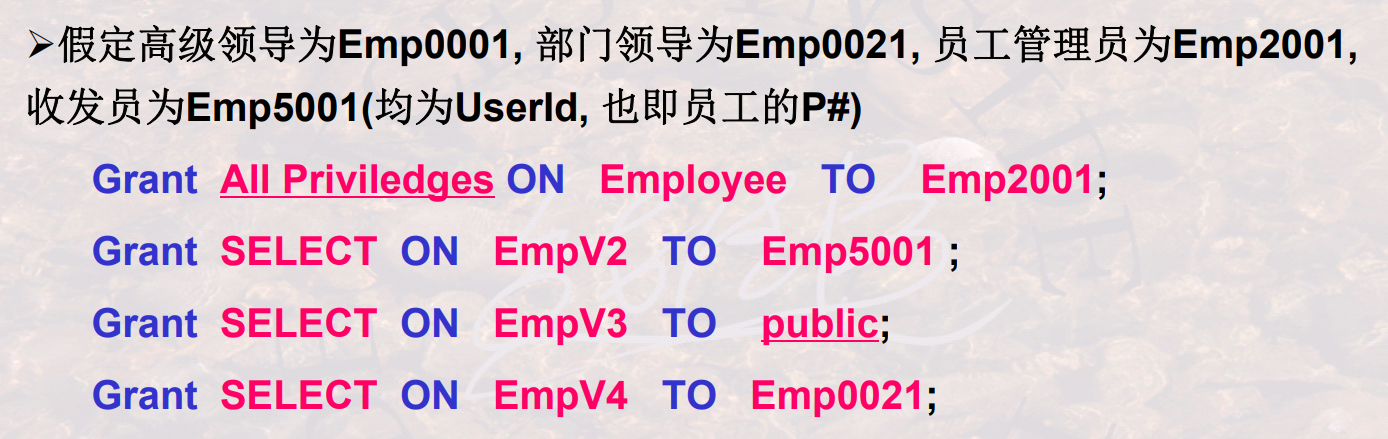 ➢假定高级领导为Emp0001, 部门领导为Emp0021, 员工管理员为Emp2001,
收发员为Emp5001(均为UserId, 也即员工的P#)
Grant All Priviledges ON Employee TO Emp2001;
Grant SELECT ON EmpV2 TO Emp5001 ;
Grant SELECT ON EmpV3 TO public;
Grant SELECT ON EmpV4 TO Emp0021;